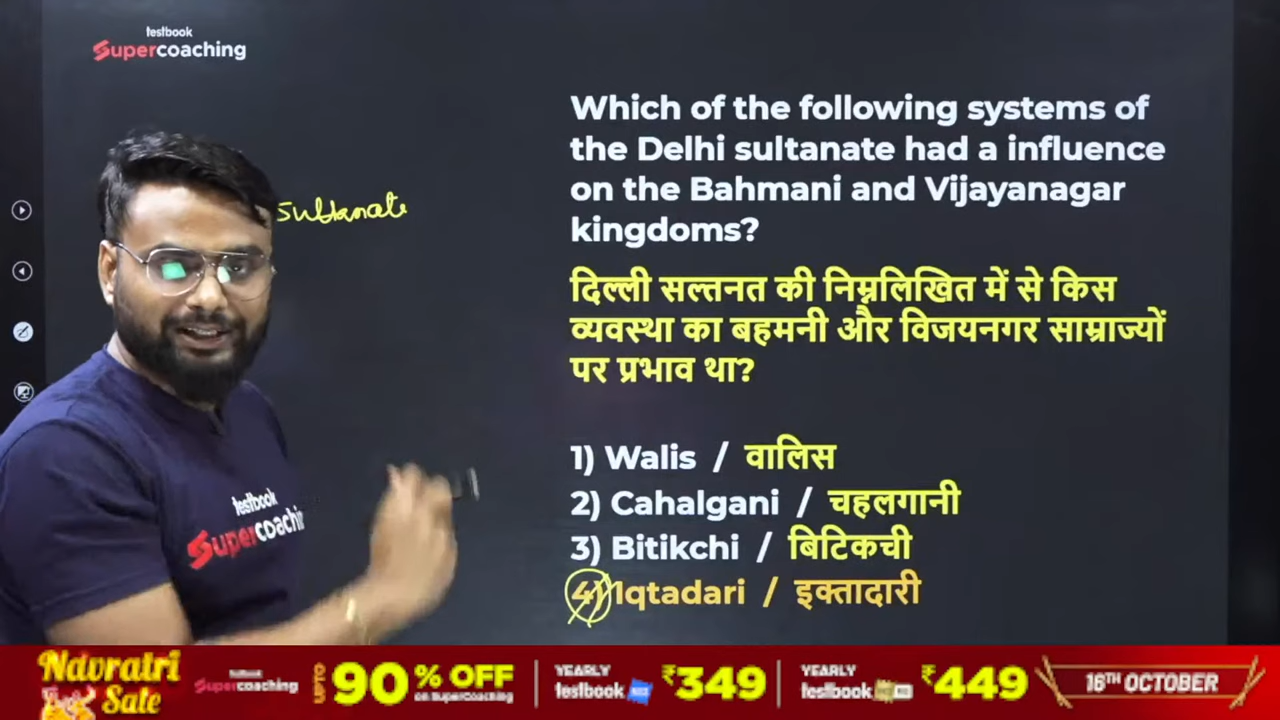 testbook
Supercoaching
Sultanate
Which of the following systems of
the Delhi sultanate had a influence
on the Bahmani and Vijayanagar
kingdoms?
दिल्ली सल्तनत की निम्नलिखित में से किस
व्यवस्था का बहमनी और विजयनगर साम्राज्यों
पर प्रभाव था?
1) Walis / वालिस
2) Cahalgani / चहलगानी
3) Bitikchi / बिटिकची
4) Iqtadari / इक्तादारी
testbook
Supercoachin
Navratri
Sale
testbook
Supercoaching
UPTO 90% OFF
on SuperCoaching
YEARLY
testbook
₹349
YEARLY
testbook
₹449
16TH OCTOBER